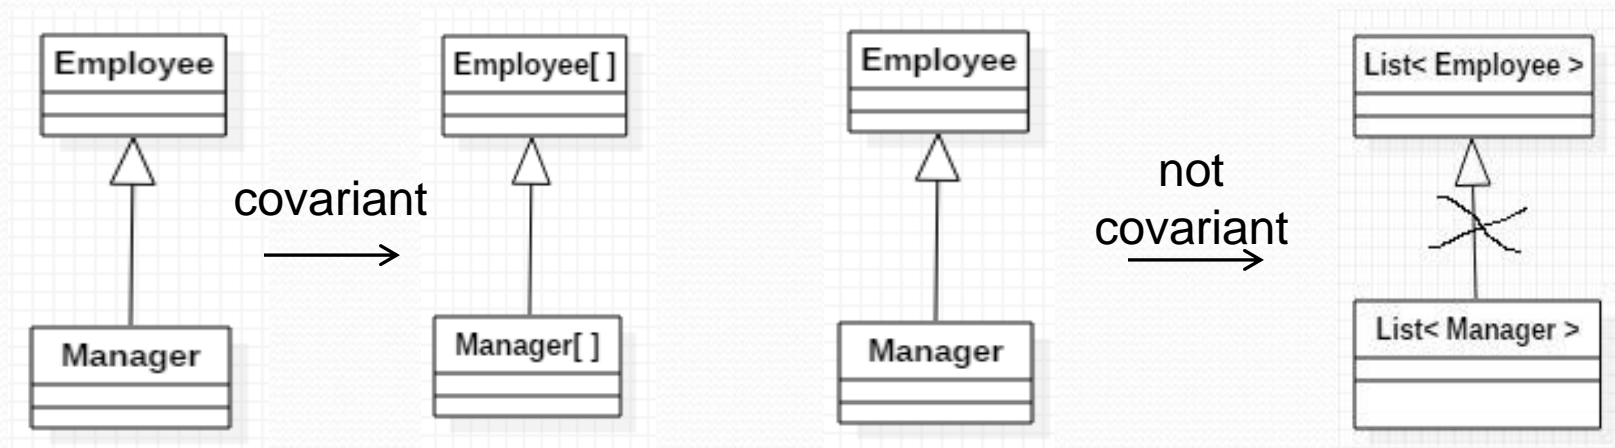 Employee
Manager
covariant
Employee[ ]
Manager[ ]
Employee
Manager
not
covariant
List< Employee >
List< Manager >